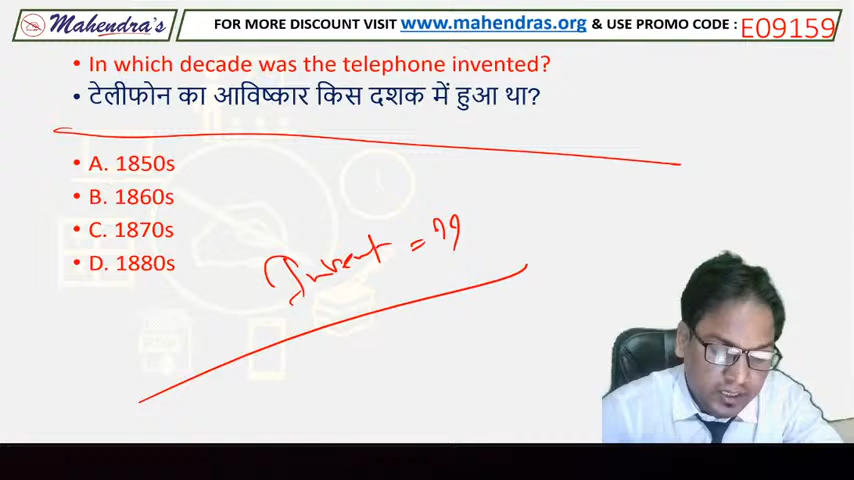 Mahendra's
FOR MORE DISCOUNT VISIT www.mahendras.org & USE PROMO CODE : E09159
• In which decade was the telephone invented?
• टेलीफोन का आविष्कार किस दशक में हुआ था?
• A. 1850s
• B. 1860s
• C. 1870s
• D. 1880s
Invent = ??